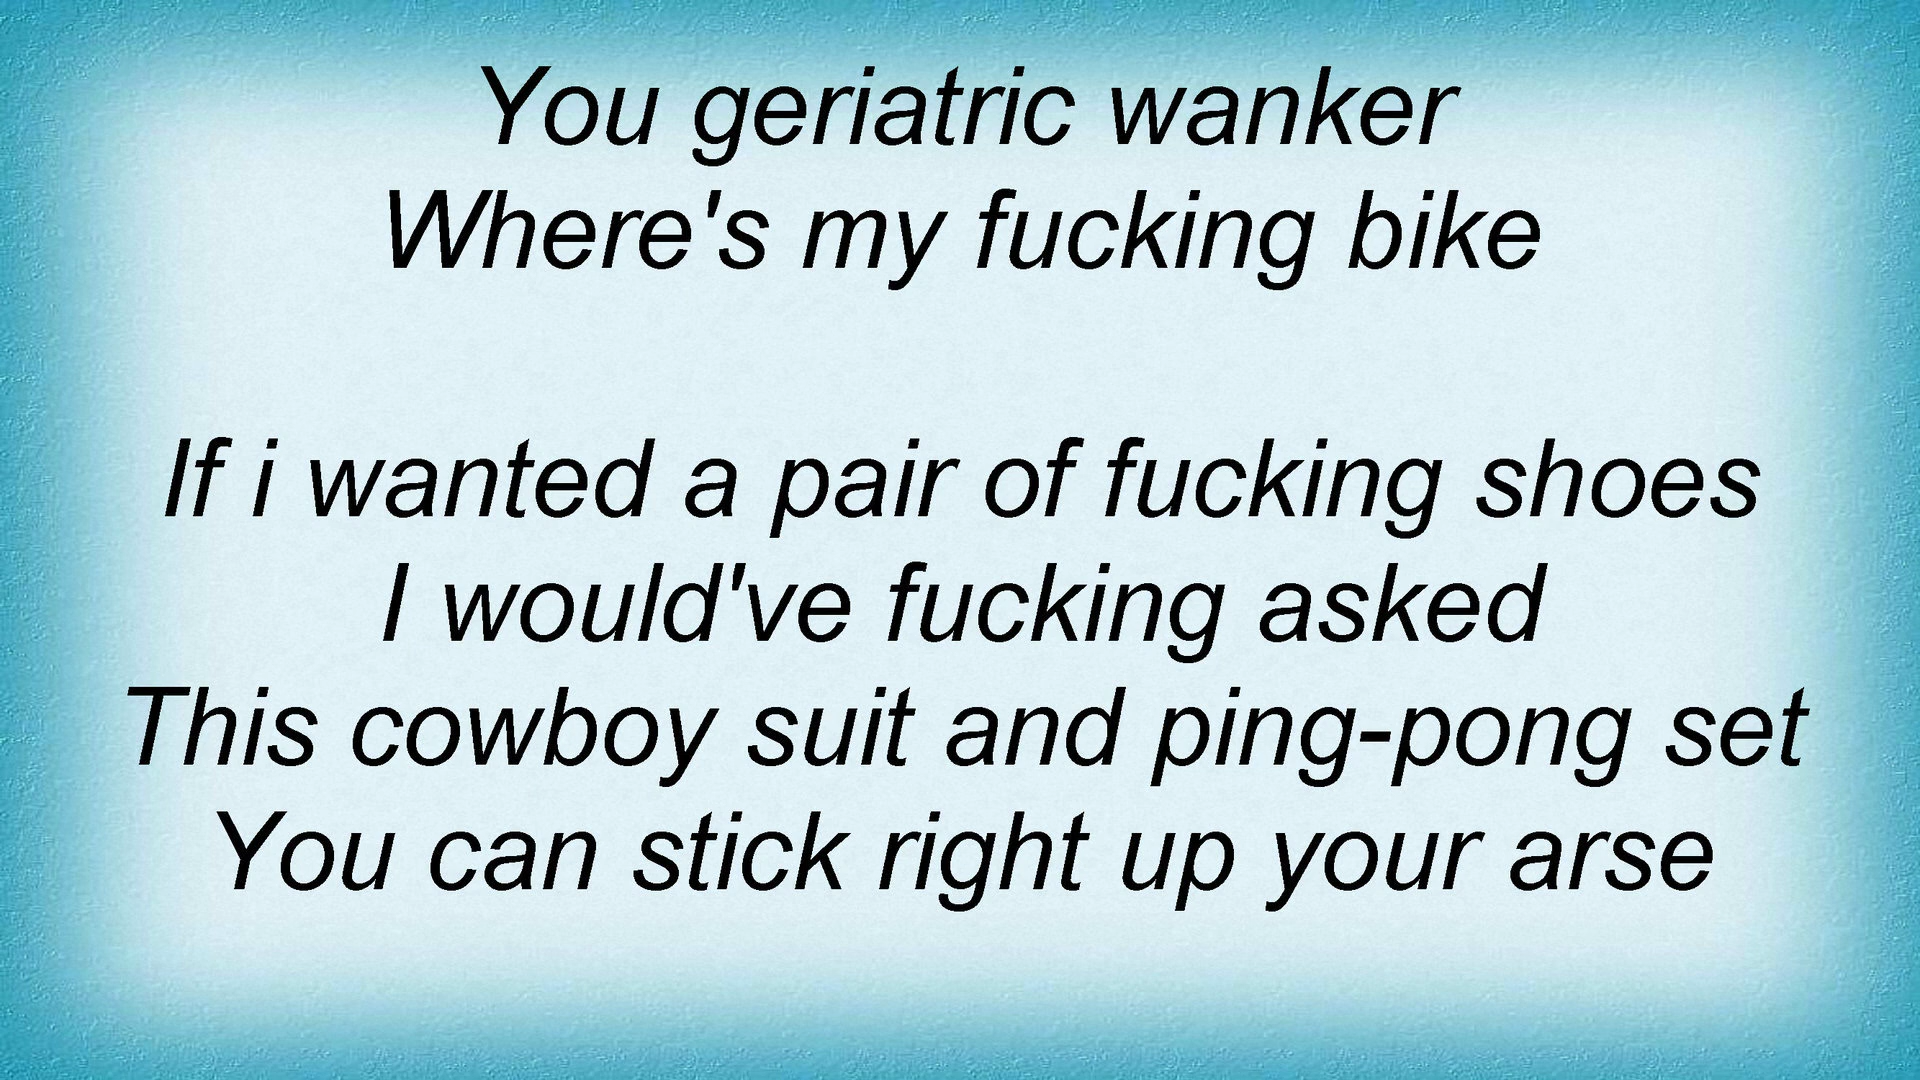 You geriatric wanker
Where's my fucking bike
If i wanted a pair of fucking shoes
I would've fucking asked
This cowboy suit and ping-pong set
You can stick right up your arse